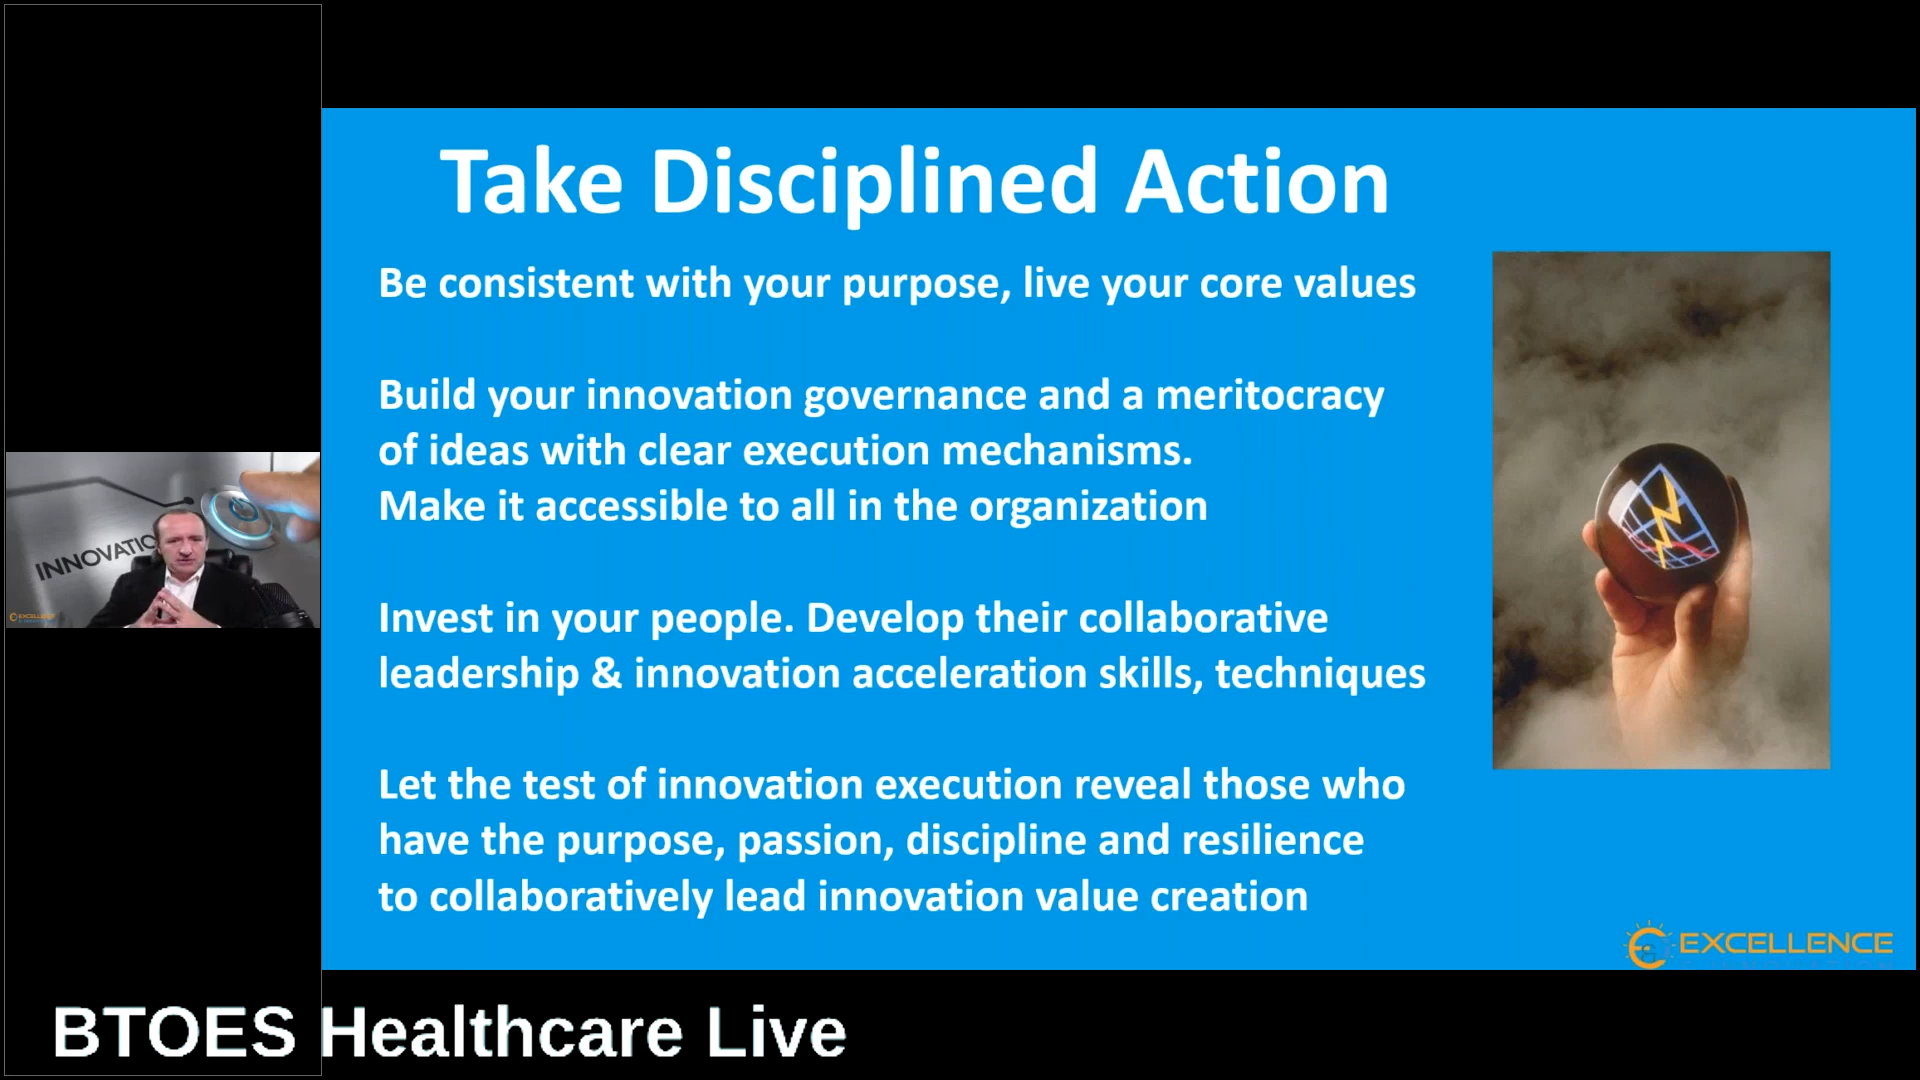 Take Disciplined Action
Be consistent with your purpose, live your core values
Build your innovation governance and a meritocracy
of ideas with clear execution mechanisms.
Make it accessible to all in the organization
Invest in your people. Develop their collaborative
leadership & innovation acceleration skills, techniques
Let the test of innovation execution reveal those who
have the purpose, passion, discipline and resilience
to collaboratively lead innovation value creation
EXCELLENCE
INNOVATIO
EXCELLENCE
BTOES Healthcare Live